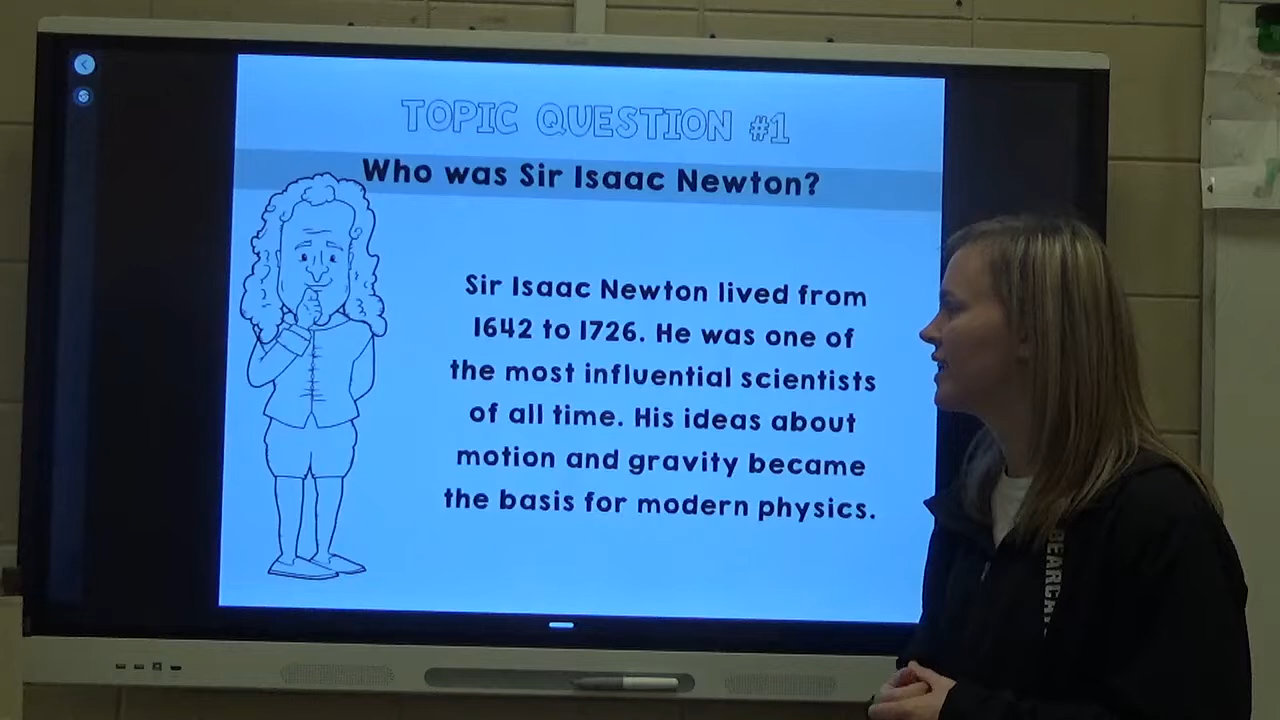 TOPIC QUESTION #1
Who was Sir Isaac Newton?
Sir Isaac Newton lived from
1642 to 1726. He was one of
the most influential scientists
of all time. His ideas about
motion and gravity became
the basis for modern physics.